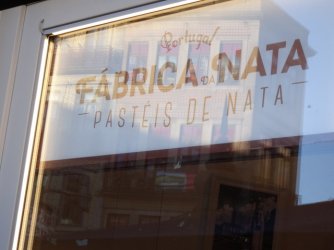 Portugal
FÁBRICA DA NATA
PASTÉIS DE NATA